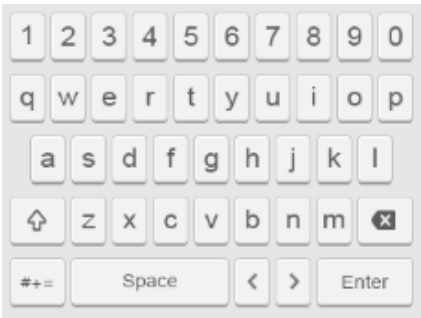 1 2 3 4 5 6 7 8 9 0
q w e r t y u i o p
a s d f g h j k l
z x c v b n m
#+= Space < > Enter